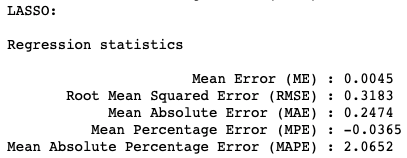 LASSO:
Regression statistics
Mean Error (ME) : 0.0045
Root Mean Squared Error (RMSE) : 0.3183
Mean Absolute Error (MAE) : 0.2474
Mean Percentage Error (MPE) : -0.0365
Mean Absolute Percentage Error (MAPE) : 2.0652